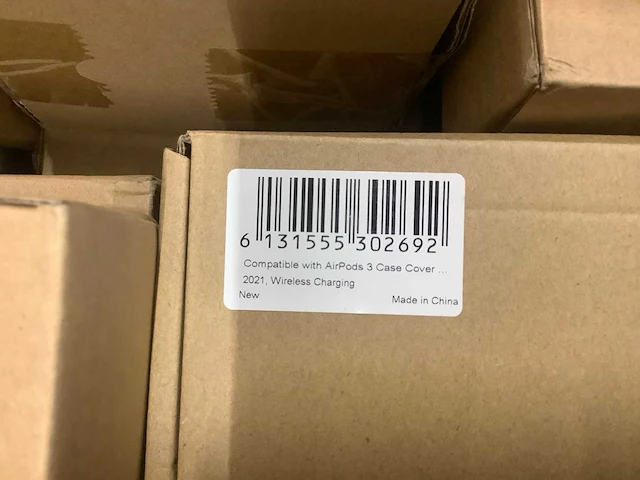 6 131555 302692
Compatible with AirPods 3 Case Cover ...
2021, Wireless Charging
New
Made in China